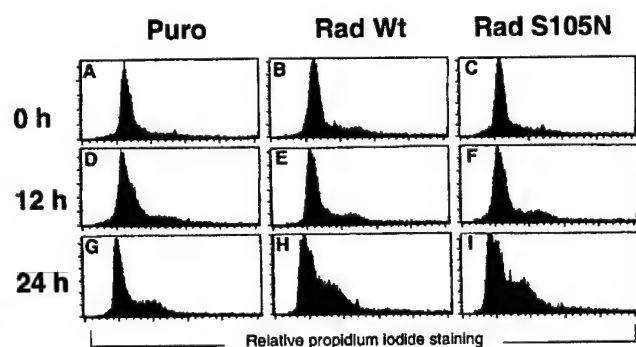 Puro Rad Wt Rad S105N
0 h A B C
12 h D E F
24 h G H I
Relative propidium iodide staining